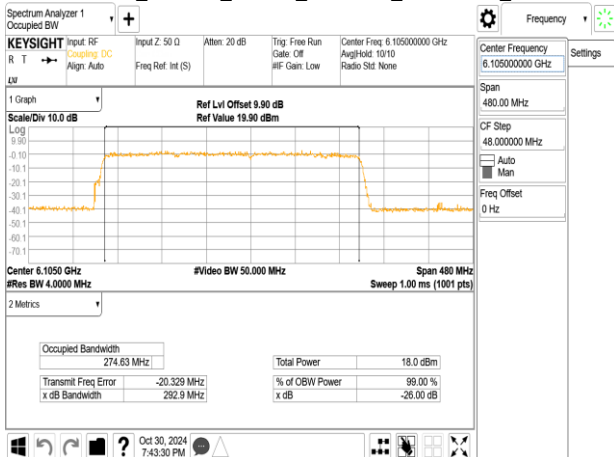 Spectrum Analyzer 1
Occupied BW
+
Frequency
KEYSIGHT
R T
Input: RF
Coupling: DC
Align: Auto
Input Z: 50 Ω
Freq Ref: Int (S)
Atten: 20 dB
Trig: Free Run
Gate: Off
#IF Gain: Low
Center Freq: 6.105000000 GHz
Avg|Hold: 10/10
Radio Std: None
Center Frequency
6.105000000 GHz
Settings
Span
480.00 MHz
CF Step
48.000000 MHz
Auto
Man
Freq Offset
0 Hz
1 Graph
Scale/Div 10.0 dB
Ref Lvl Offset 9.90 dB
Ref Value 19.90 dBm
Log
9.90
-0.10
-10.1
-20.1
-30.1
-40.1
-50.1
-60.1
-70.1
Center 6.1050 GHz
#Video BW 50.000 MHz
Span 480 MHz
#Res BW 4.0000 MHz
Sweep 1.00 ms (1001 pts)
2 Metrics
Occupied Bandwidth
274.63 MHz
Total Power 18.0 dBm
Transmit Freq Error -20.329 MHz
% of OBW Power 99.00 %
x dB Bandwidth 292.9 MHz
x dB -26.00 dB
?
Oct 30, 2024
7:43:30 PM